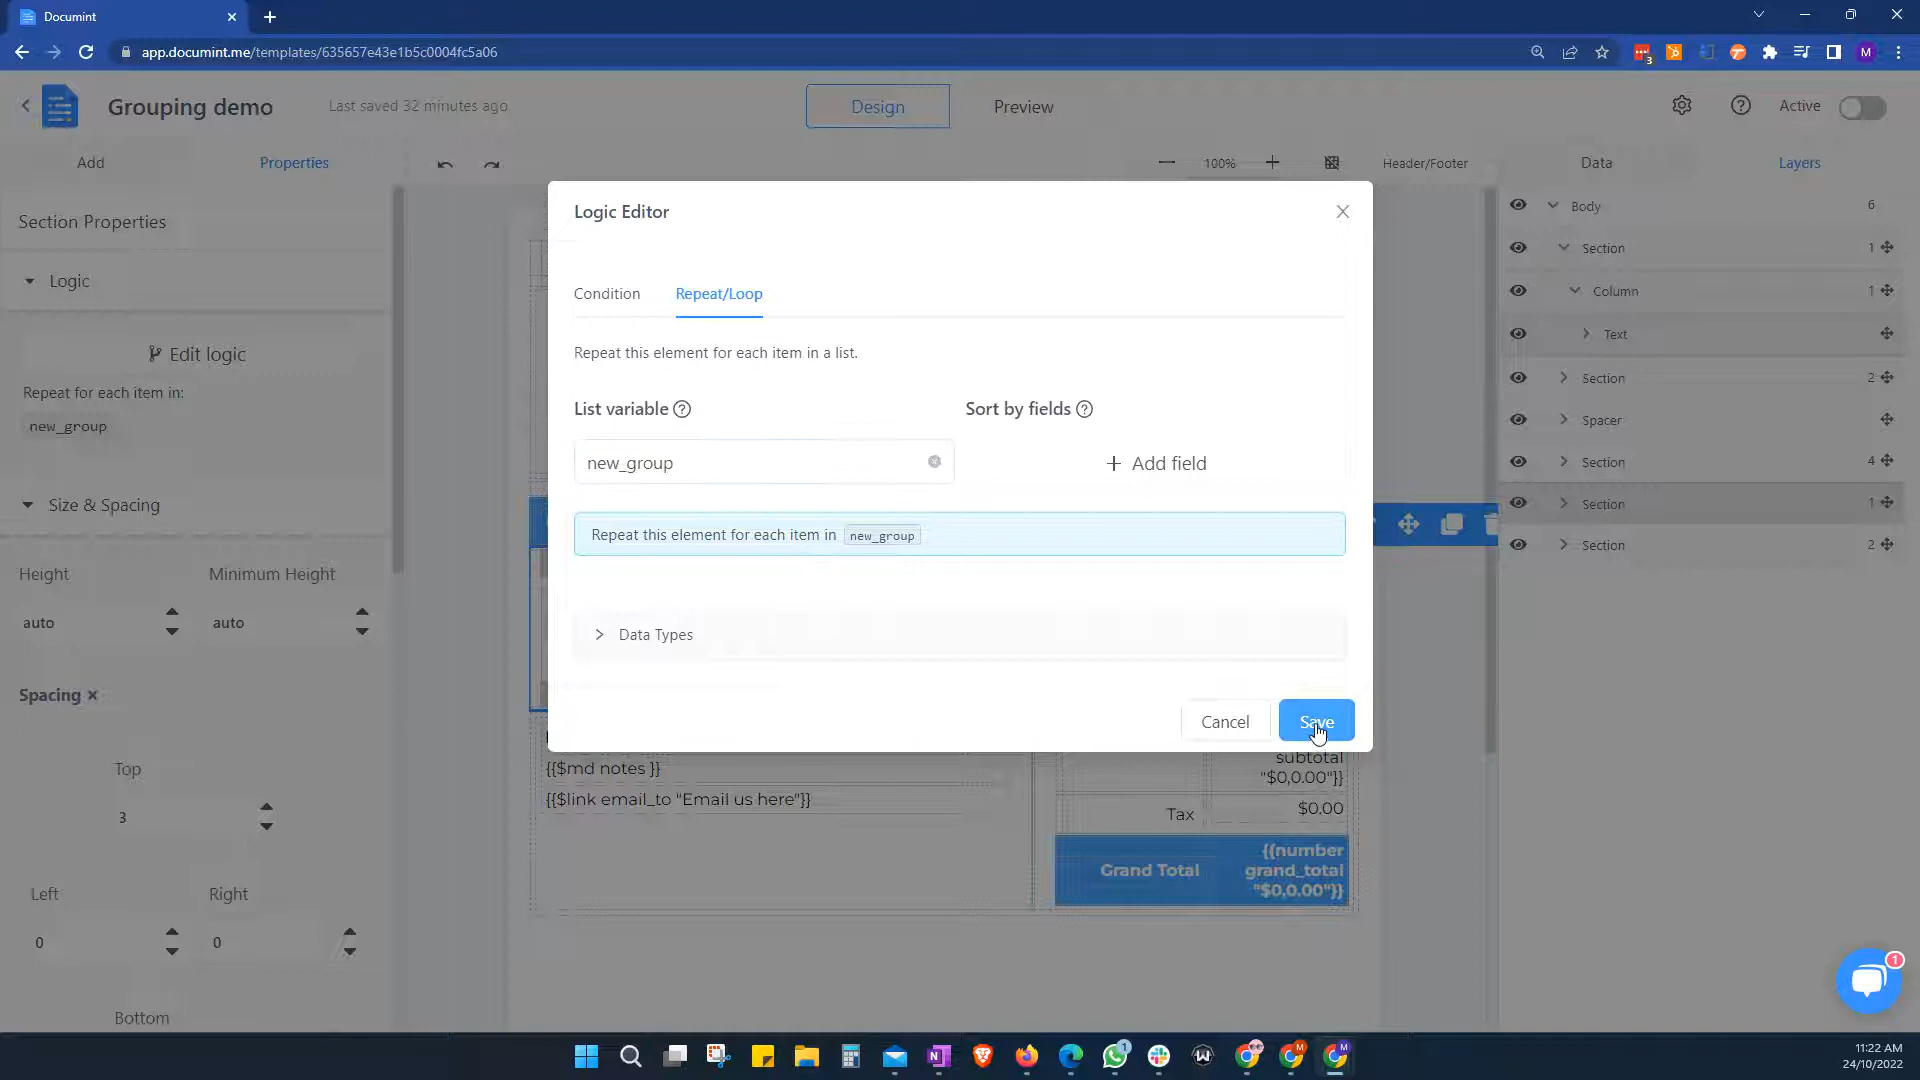 Documint
app.documint.me/templates/635657e43e1b5c0004fc5a06
3
M
Grouping demo
Last saved 32 minutes ago
Design
Preview
Active
Add
Properties
100%
Header/Footer
Data
Layers
Section Properties
Logic
Edit logic
Repeat for each item in:
new_group
Size & Spacing
Height
Minimum Height
auto
auto
Spacing
Top
3
Left
Right
0
0
Bottom
Logic Editor
Condition
Repeat/Loop
Repeat this element for each item in a list.
List variable
Sort by fields
new_group
Add field
Repeat this element for each item in new_group
Data Types
Cancel
Save
{{$md notes }}
{{$link email_to "Email us here"}}
subtotal
"$0,0.00"}}
Tax
$0.00
Grand Total
{{number
grand_total
"$0,0.00"}}
Body
6
Section
1
Column
1
Text
Section
2
Spacer
Section
4
Section
1
Section
2
1
11:22 AM
24/10/2022